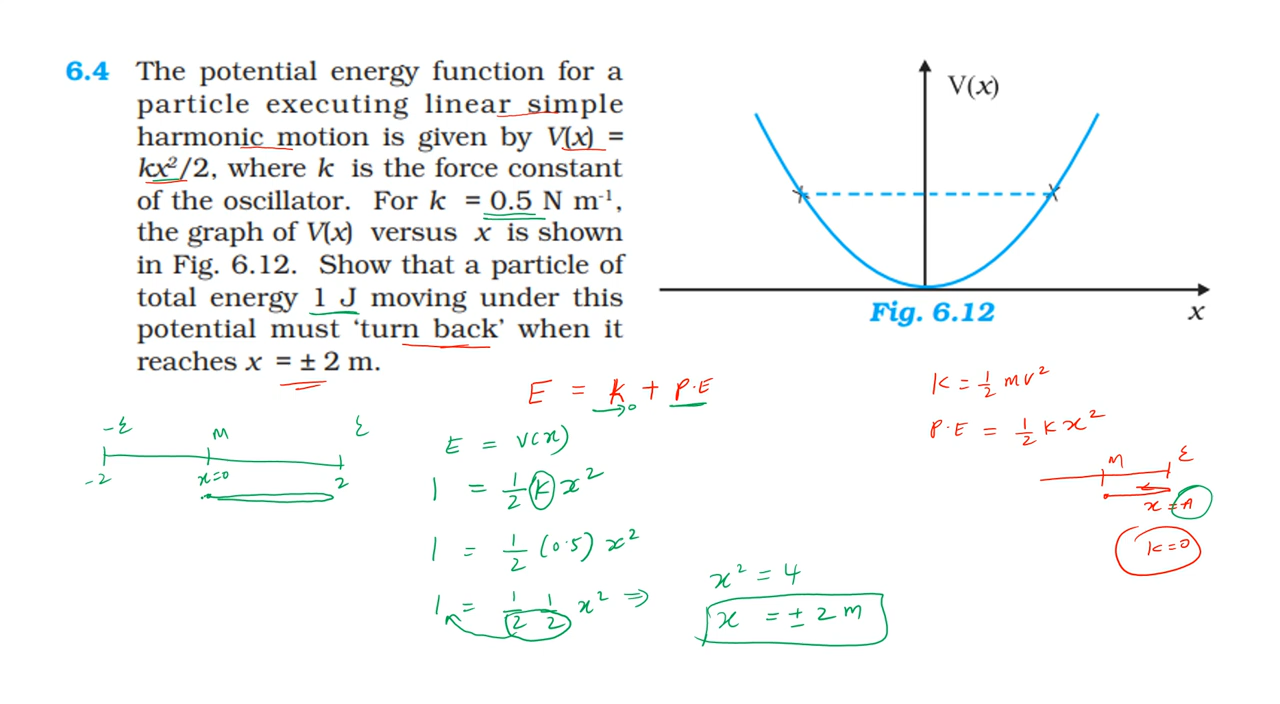 6.4 The potential energy function for a
particle executing linear simple
harmonic motion is given by V(x) =
kx²/2, where k is the force constant
of the oscillator. For k = 0.5 N m⁻¹,
the graph of V(x) versus x is shown
in Fig. 6.12. Show that a particle of
total energy 1 J moving under this
potential must ‘turn back’ when it
reaches x = ± 2 m.
V(x)
x
Fig. 6.12
E = K + P.E
→0
E = V(x)
1 = 1/2 K x²
1 = 1/2 (0.5) x²
1 = 1/2 1/2 x² ⇒
x² = 4
x = ± 2 m
-E M E
-2 x=0 2
K = 1/2 mv²
P.E = 1/2 K x²
M E
x = A
K=0